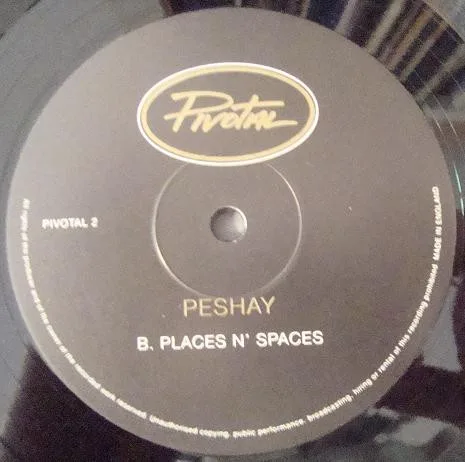 PIVOTAL
PIVOTAL 2
PESHAY
B. PLACES N' SPACES
All rights of the producer and of the owner of the recorded work reserved. Unauthorised copying, public performance, broadcasting, hiring or rental of this recording prohibited MADE IN ENGLAND